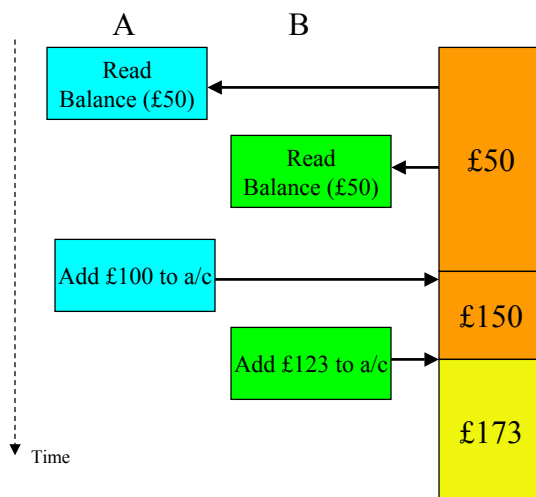 A
B
Read
Balance (£50)
Read
Balance (£50)
£50
Add £100 to a/c
£150
Add £123 to a/c
£173
Time